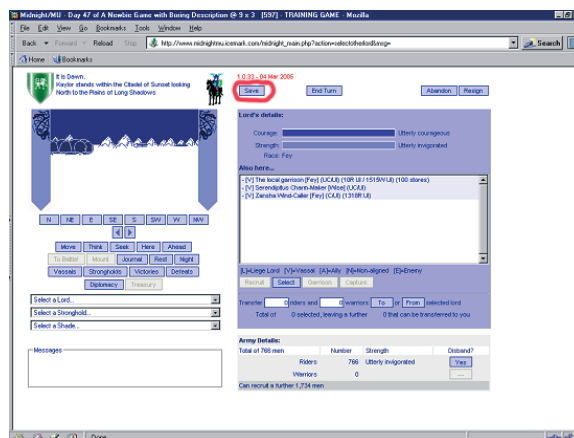 Midnight/MU - Day 47 of A Newbie Game with Boring Description @ 9 x 3 [597] - TRAINING GAME - Mozilla
File Edit View Go Bookmarks Tools Window Help
Back Forward Reload Stop http://www.midnightmu.icemark.com/midnight_main.php?action=selectotherlord&msg= Search
Home Bookmarks
It is Dawn.
Kaylor stands within the Citadel of Sunset looking
North to the Plains of Long Shadows
1.0.33 - 04 Mar 2005
Save End Turn Abandon Resign
Lord's details:
Courage: Utterly courageous
Strength: Utterly invigorated
Race: Fey
Also here...
- [V] The local garrison [Fey] (UC/UI) (10R UI / 1515W UI) (100 stores)
- [V] Serendipitus Charm-Maker [Wise] (UC/UI)
- [V] Zansha Wind-Caller [Fey] (C/UI) (1318R UI)
N NE E SE S SW W NW
Move Think Seek Here Ahead
To Battle! Mount Journal Rest Night
Vassals Strongholds Victories Defeats
Diplomacy Treasury
[L]=Liege Lord [V]=Vassal [A]=Ally [N]=Non-aligned [E]=Enemy
Recruit Select Garrison Capture
Select a Lord...
Select a Stronghold...
Select a Shade...
Transfer 0 riders and 0 warriors To or From selected lord
Total of 0 selected, leaving a further 0 that can be transferred to you
Messages
Army Details:
Total of 766 men Number Strength Disband?
Riders 766 Utterly invigorated Yes
Warriors 0 ---
Can recruit a further 1,734 men
Done